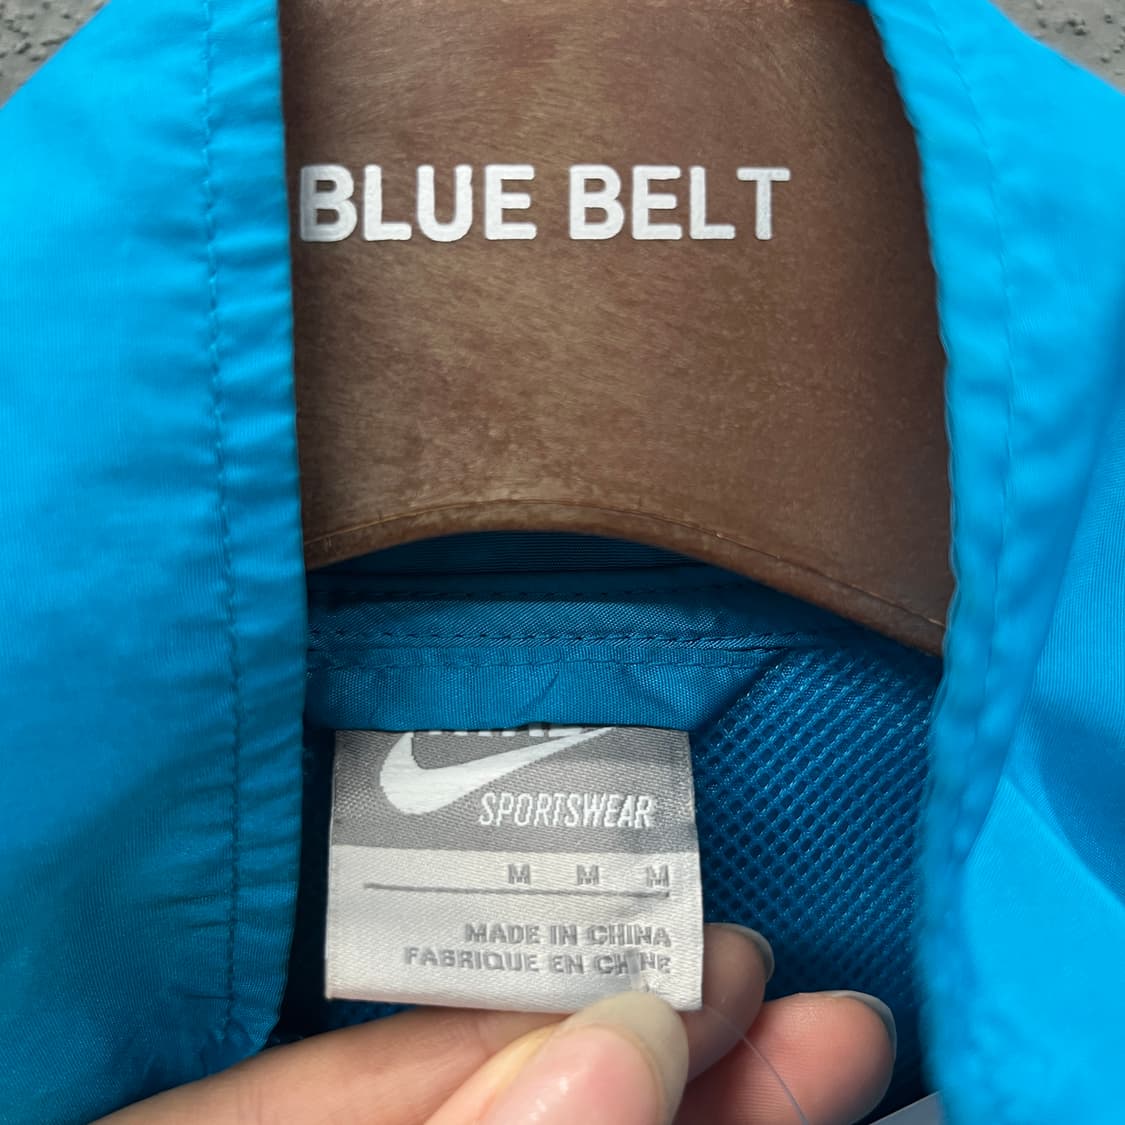 BLUE BELT
SPORTSWEAR
M M M
MADE IN CHINA
FABRIQUE EN CHINE